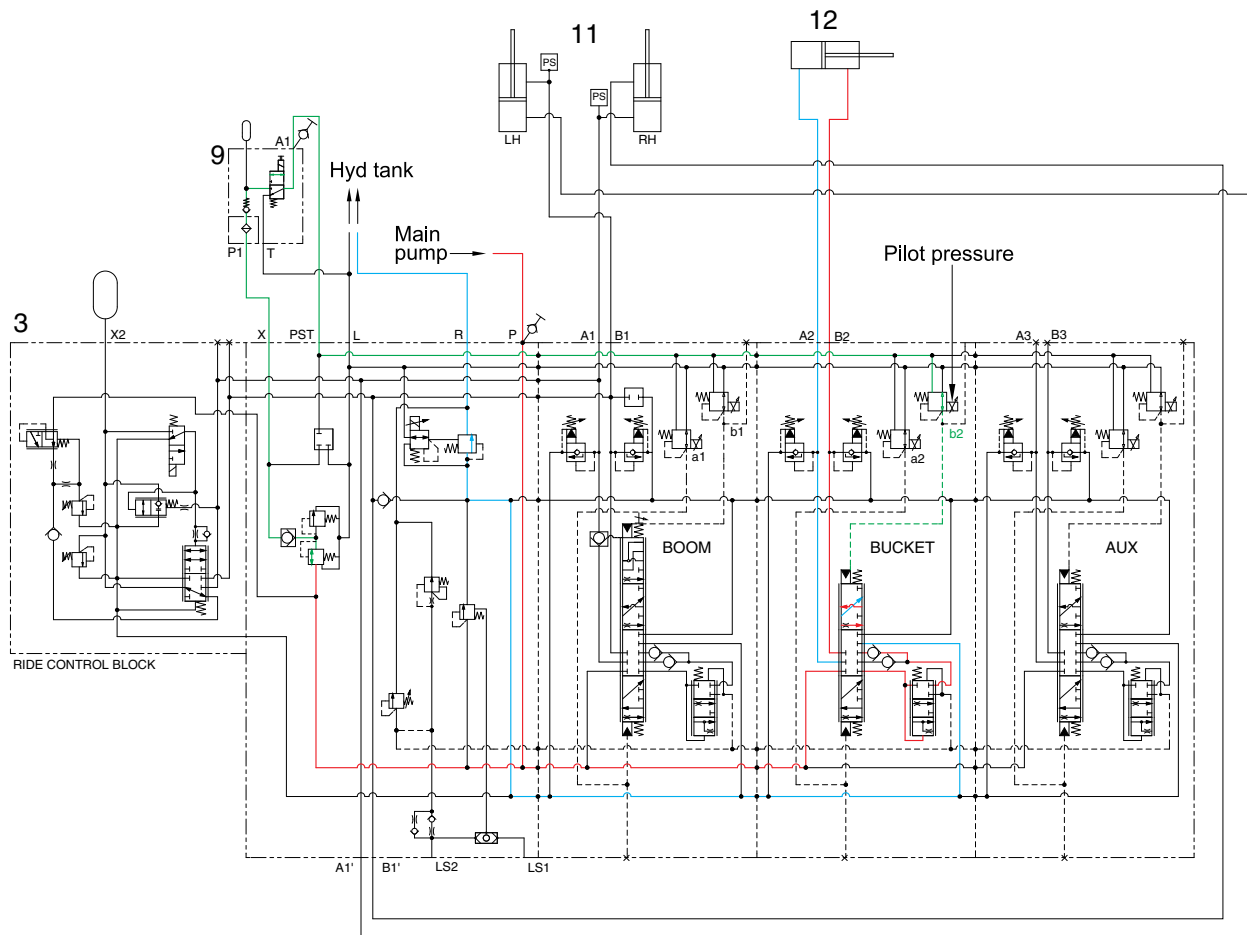 11
12
PS
PS
LH
RH
A1
9
Hyd tank
Main
pump
P1
T
Pilot pressure
3
X2
X
PST
L
R
P
A1
B1
A2
B2
A3
B3
b1
a1
b2
a2
BOOM
BUCKET
AUX
RIDE CONTROL BLOCK
A1'
B1'
LS2
LS1